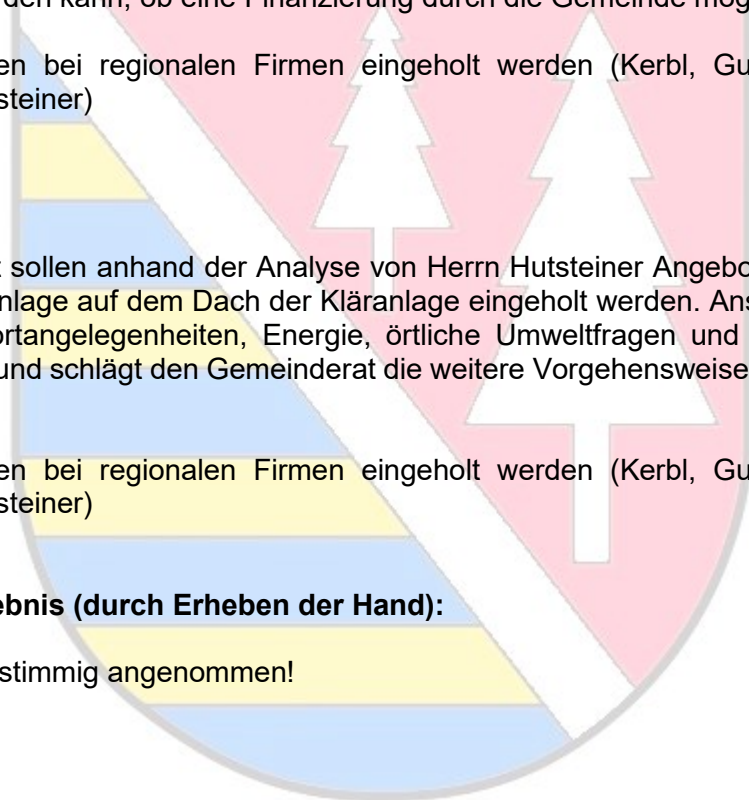 den kann, ob eine Finanzierung durch die Gemeinde mög
en bei regionalen Firmen eingeholt werden (Kerbl, Gu
steiner)
t sollen anhand der Analyse von Herrn Hutsteiner Angebo
nlage auf dem Dach der Kläranlage eingeholt werden. Ans
ortangelegenheiten, Energie, örtliche Umweltfragen und
und schlägt den Gemeinderat die weitere Vorgehensweise
en bei regionalen Firmen eingeholt werden (Kerbl, Gu
steiner)
ebnis (durch Erheben der Hand):
stimmig angenommen!